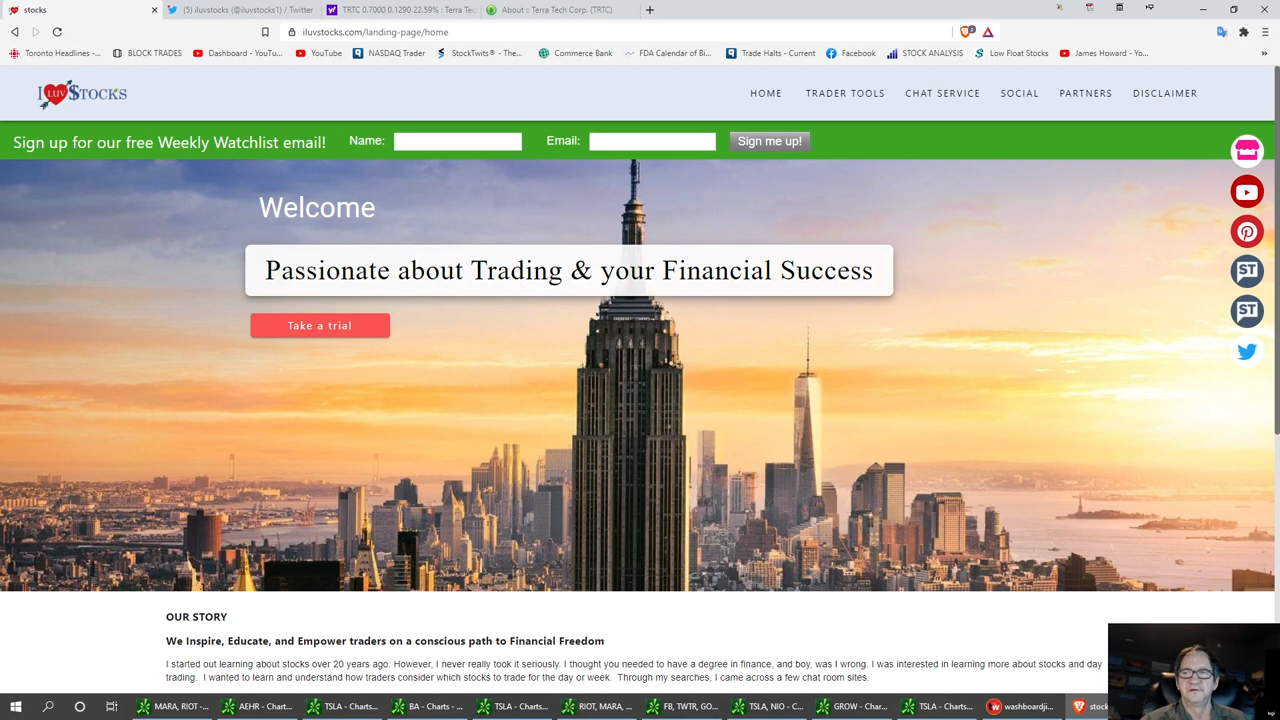 stocks
(5) iluvstocks (@iluvstocks1) / Twitter
TRTC 0.7000 0.1290 22.59% : Terra Tec
About :: Terra Tech Corp. (TRTC)
iluvstocks.com/landing-page/home
Toronto Headlines -...
BLOCK TRADES
Dashboard - YouTu...
YouTube
NASDAQ Trader
StockTwits® - The...
Commerce Bank
FDA Calendar of Bi...
Trade Halts - Current
Facebook
STOCK ANALYSIS
Low Float Stocks
James Howard - Yo...
I LUV $TOCKS
HOME
TRADER TOOLS
CHAT SERVICE
SOCIAL
PARTNERS
DISCLAIMER
Sign up for our free Weekly Watchlist email! Name: Email: Sign me up!
Welcome
Passionate about Trading & your Financial Success
Take a trial
ST
ST
OUR STORY
We Inspire, Educate, and Empower traders on a conscious path to Financial Freedom
I started out learning about stocks over 20 years ago. However, I never really took it seriously. I thought you needed to have a degree in finance, and boy, was I wrong. I was interested in learning more about stocks and day
trading. I wanted to learn and understand how traders consider which stocks to trade for the day or week. Through my searches, I came across a few chat room sites.
MARA, RIOT -...
AEHR - Charts...
TSLA - Charts...
BA - Charts - ...
TSLA - Charts...
RIOT, MARA, ...
FB, TWTR, GO...
TSLA, NIO - C...
GROW - Char...
TSLA - Charts...
washboardji...
stock